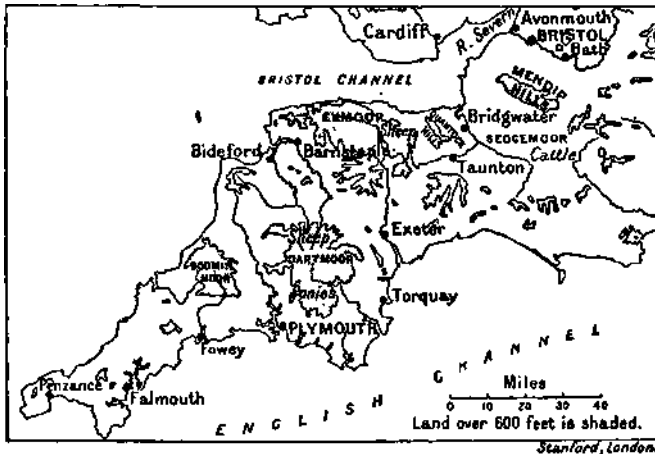 Avonmouth
Cardiff
R. Severn
BRISTOL
Bath
BRISTOL CHANNEL
MENDIP
HILLS
EXMOOR
Sheep
QUANTOCK
HILLS
Bridgwater
SEDGEMOOR
Bideford
Barnstaple
Cattle
Taunton
Exeter
Sheep
DARTMOOR
BODMIN
MOOR
Ponies
Torquay
PLYMOUTH
Fowey
Penzance
Falmouth
ENGLISH CHANNEL
Miles
0 10 20 30 40
Land over 600 feet is shaded.
Stanford, London.